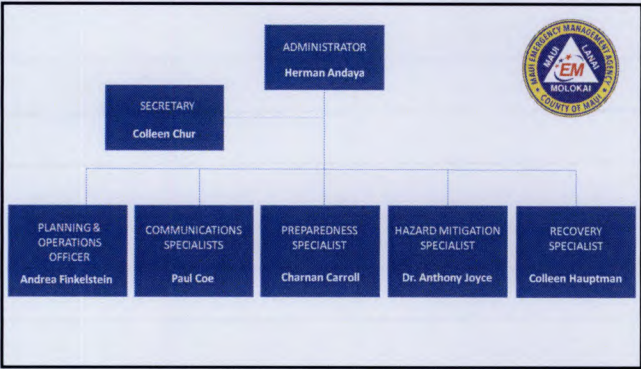 ADMINISTRATOR
Herman Andaya
MAUI EMERGENCY MANAGEMENT AGENCY
MAUI
LANAI
EM
MOLOKAI
COUNTY OF MAUI
SECRETARY
Colleen Chur
PLANNING &
OPERATIONS
OFFICER
Andrea Finkelstein
COMMUNICATIONS
SPECIALISTS
Paul Coe
PREPAREDNESS
SPECIALIST
Charnan Carroll
HAZARD MITIGATION
SPECIALIST
Dr. Anthony Joyce
RECOVERY
SPECIALIST
Colleen Hauptman